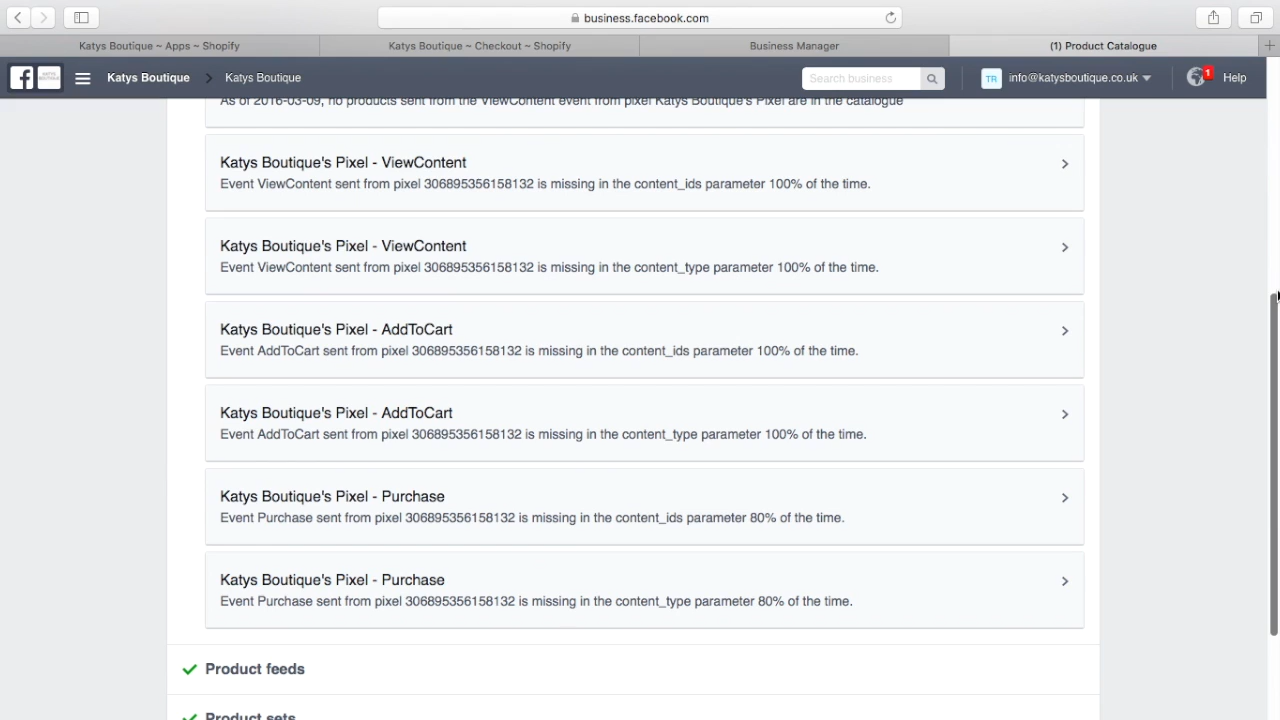 business.facebook.com
Katys Boutique ~ Apps ~ Shopify
Katys Boutique ~ Checkout ~ Shopify
Business Manager
(1) Product Catalogue
Katys Boutique
Katys Boutique
Search business
TR
info@katysboutique.co.uk
1
Help
As of 2016-03-09, no products sent from the ViewContent event from pixel Katys Boutique's Pixel are in the catalogue
Katys Boutique's Pixel - ViewContent
Event ViewContent sent from pixel 306895356158132 is missing in the content_ids parameter 100% of the time.
Katys Boutique's Pixel - ViewContent
Event ViewContent sent from pixel 306895356158132 is missing in the content_type parameter 100% of the time.
Katys Boutique's Pixel - AddToCart
Event AddToCart sent from pixel 306895356158132 is missing in the content_ids parameter 100% of the time.
Katys Boutique's Pixel - AddToCart
Event AddToCart sent from pixel 306895356158132 is missing in the content_type parameter 100% of the time.
Katys Boutique's Pixel - Purchase
Event Purchase sent from pixel 306895356158132 is missing in the content_ids parameter 80% of the time.
Katys Boutique's Pixel - Purchase
Event Purchase sent from pixel 306895356158132 is missing in the content_type parameter 80% of the time.
Product feeds
Product sets